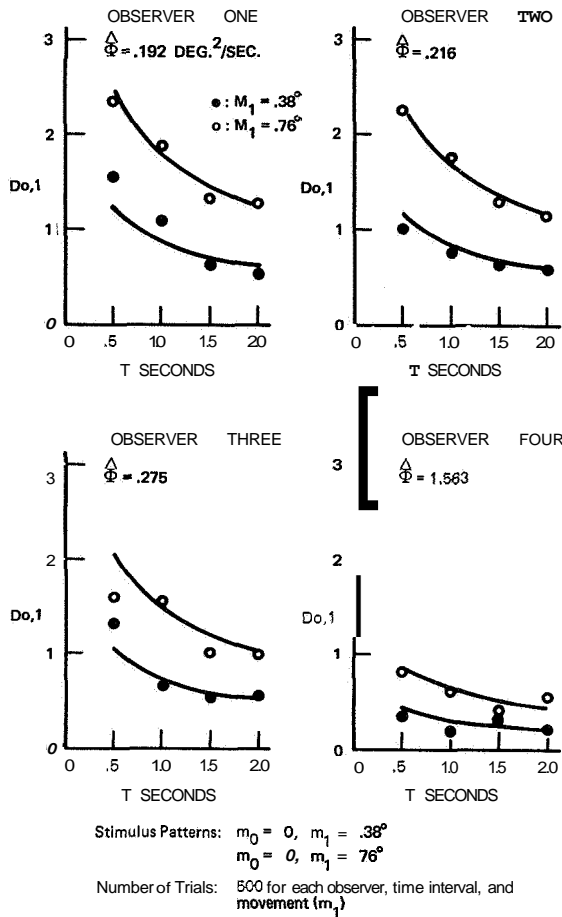 OBSERVER ONE
Φ̂ = .192 DEG.²/SEC.
● : M₁ = .38°
○ : M₁ = .76°
3
2
Do,1
1
0
0 .5 1.0 1.5 2.0
T SECONDS
OBSERVER TWO
Φ̂ = .216
3
2
Do,1
1
0
0 .5 1.0 1.5 20
T SECONDS
OBSERVER THREE
Φ̂ = .275
3
2
Do,1
1
0
0 .5 1.0 1.5 2.0
T SECONDS
OBSERVER FOUR
Φ̂ = 1.563
3
2
Do,1
1
0
0 .5 1.0 1.5 2.0
T SECONDS
Stimulus Patterns: m₀ = 0, m₁ = .38°
m₀ = 0, m₁ = 76°
Number of Trials: 500 for each observer, time interval, and
movement (m₁)